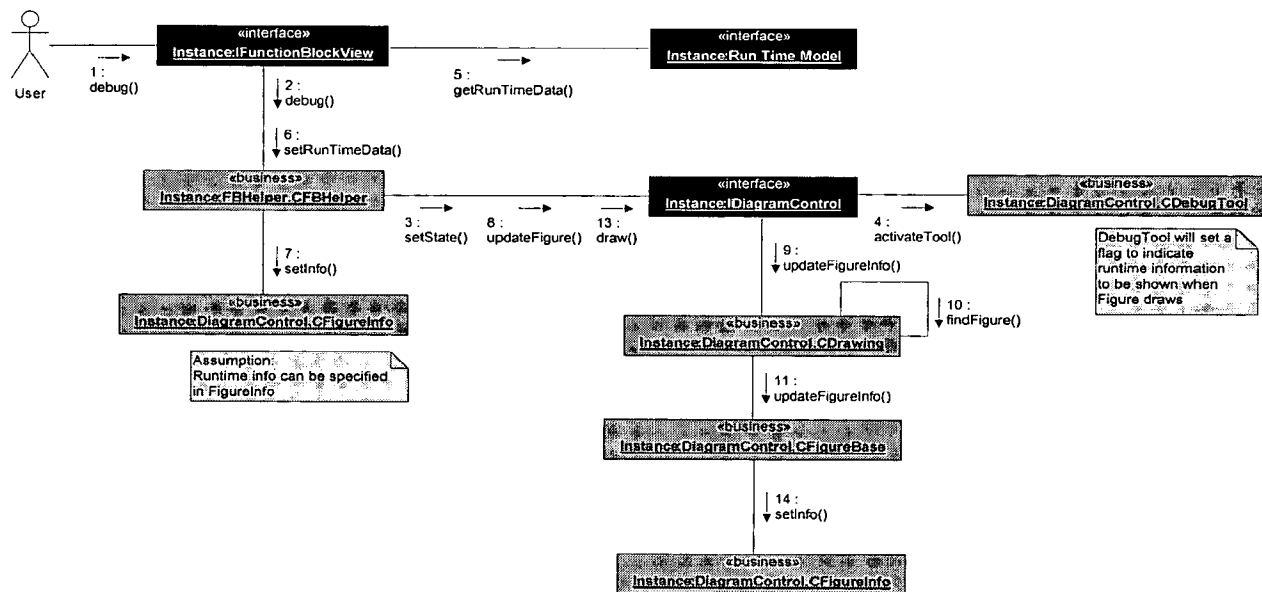 User
1 :
debug()
«interface»
Instance:IFunctionBlockView
5 :
getRunTimeData()
«interface»
Instance:Run Time Model
2 :
debug()
6 :
setRunTimeData()
«business»
Instance:FBHelper.CFBHelper
3 :
setState()
8 :
updateFigure()
13 :
draw()
«interface»
Instance:IDiagramControl
4 :
activateTool()
«business»
Instance:DiagramControl.CDebugTool
DebugTool will set a
flag to indicate
runtime information
to be shown when
Figure draws
7 :
setInfo()
«business»
Instance:DiagramControl.CFigureInfo
Assumption:
Runtime info can be specified
in FigureInfo
9 :
updateFigureInfo()
10 :
findFigure()
«business»
Instance:DiagramControl.CDrawing
11 :
updateFigureInfo()
«business»
Instance:DiagramControl.CFigureBase
14 :
setInfo()
«business»
Instance:DiagramControl.CFigureInfo